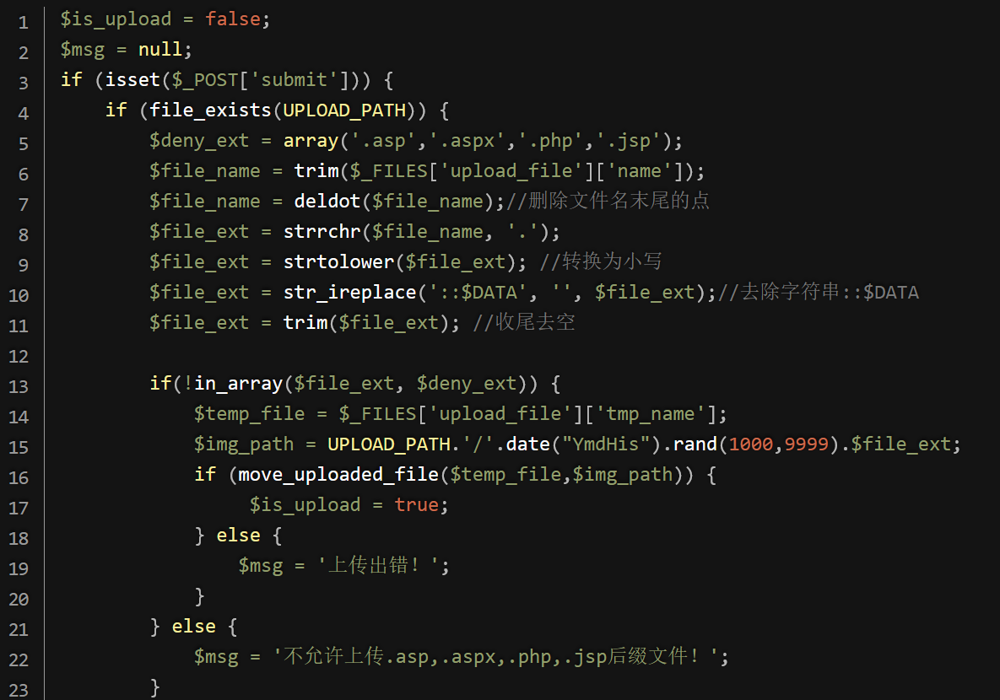 1 $is_upload = false;
2 $msg = null;
3 if (isset($_POST['submit'])) {
4     if (file_exists(UPLOAD_PATH)) {
5         $deny_ext = array('.asp','.aspx','.php','.jsp');
6         $file_name = trim($_FILES['upload_file']['name']);
7         $file_name = deldot($file_name);//删除文件名末尾的点
8         $file_ext = strrchr($file_name, '.');
9         $file_ext = strtolower($file_ext); //转换为小写
10         $file_ext = str_ireplace('::$DATA', '', $file_ext);//去除字符串::$DATA
11         $file_ext = trim($file_ext); //收尾去空
12
13         if(!in_array($file_ext, $deny_ext)) {
14             $temp_file = $_FILES['upload_file']['tmp_name'];
15             $img_path = UPLOAD_PATH.'/'.date("YmdHis").rand(1000,9999).$file_ext;
16             if (move_uploaded_file($temp_file,$img_path)) {
17                  $is_upload = true;
18             } else {
19                 $msg = '上传出错！';
20             }
21         } else {
22             $msg = '不允许上传.asp,.aspx,.php,.jsp后缀文件！';
23         }